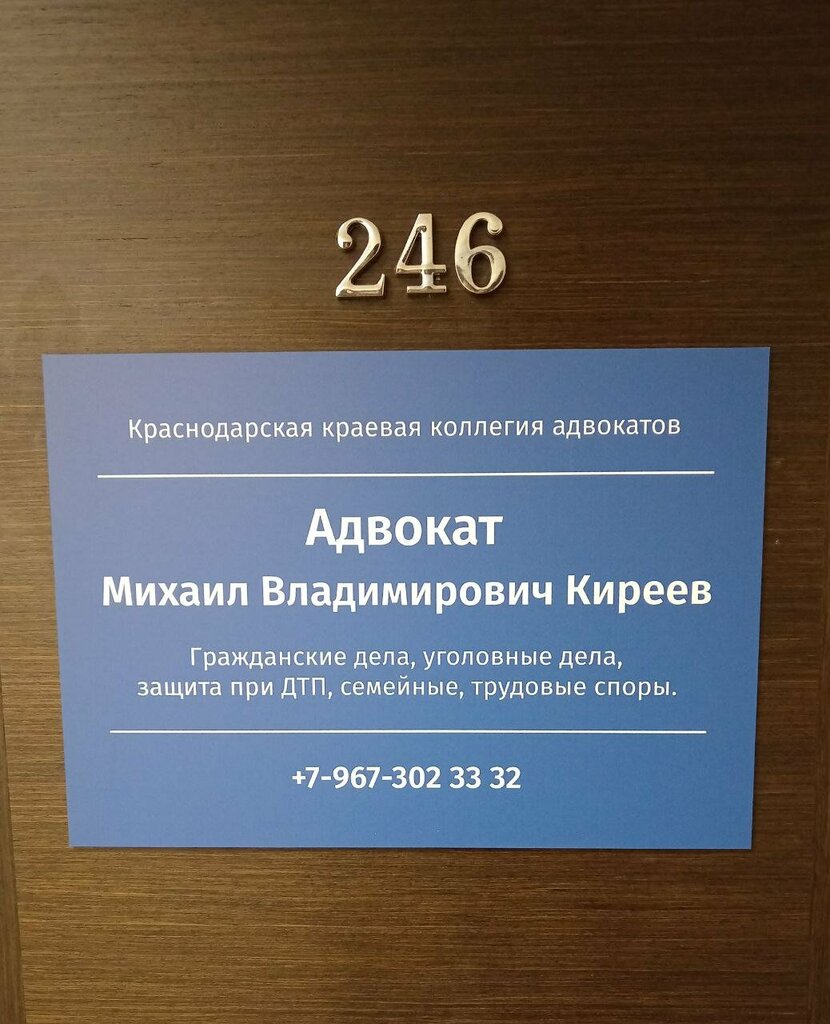 246
Краснодарская краевая коллегия адвокатов
Адвокат
Михаил Владимирович Киреев
Гражданские дела, уголовные дела,
защита при ДТП, семейные, трудовые споры.
+7-967-302 33 32